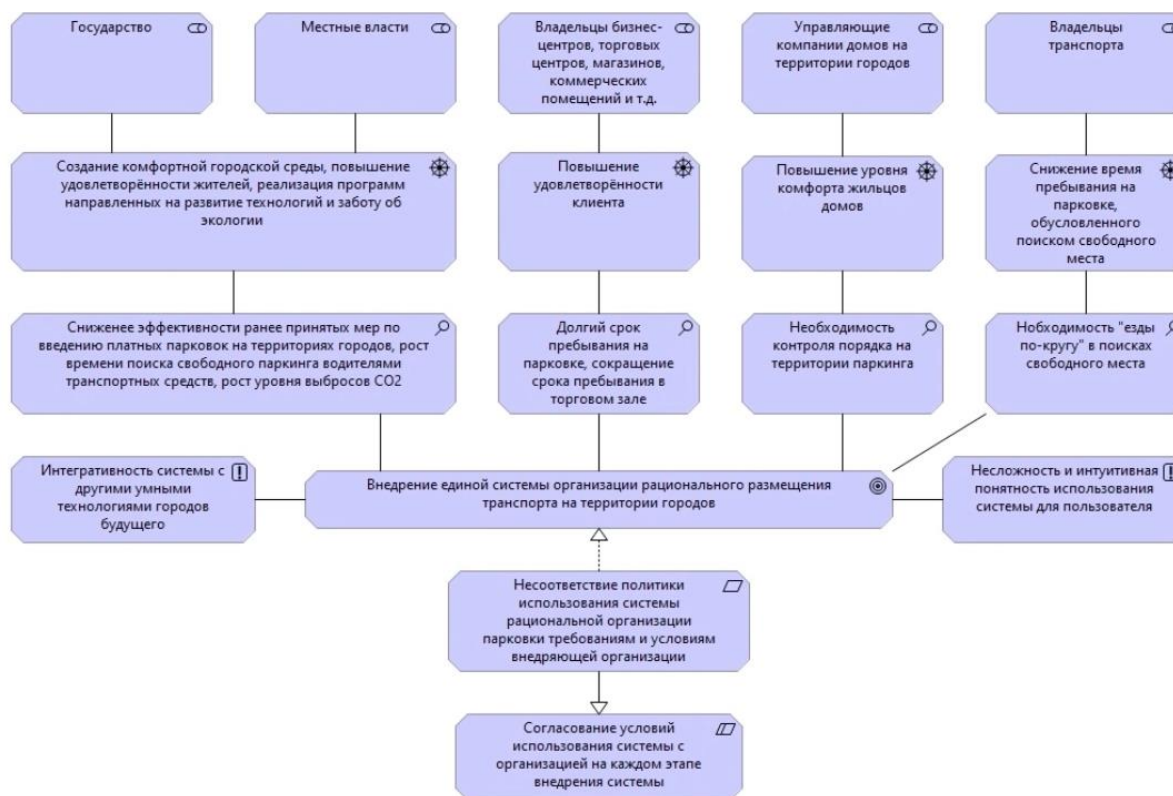 Государство
Местные власти
Владельцы бизнес-
центров, торговых
центров, магазинов,
коммерческих
помещений и т.д.
Управляющие
компании домов на
территории городов
Владельцы
транспорта
Создание комфортной городской среды, повышение
удовлетворённости жителей, реализация программ
направленных на развитие технологий и заботу об
экологии
Повышение
удовлетворённости
клиента
Повышение уровня
комфорта жильцов
домов
Снижение время
пребывания на
парковке,
обусловленного
поиском свободного
места
Сниженее эффективности ранее принятых мер по
введению платных парковок на территориях городов, рост
времени поиска свободного паркинга водителями
транспортных средств, рост уровня выбросов CO2
Долгий срок
пребывания на
парковке, сокращение
срока пребывания в
торговом зале
Необходимость
контроля порядка на
территории паркинга
Нобходимость "езды
по-кругу" в поисках
свободного места
Интегративность системы с
другими умными
технологиями городов
будущего
Внедрение единой системы организации рационального размещения
транспорта на территории городов
Несложность и интуитивная
понятность использования
системы для пользователя
Несоответствие политики
использования системы
рациональной организации
парковки требованиям и условиям
внедряющей организации
Согласование условий
использования системы с
организацией на каждом этапе
внедрения системы